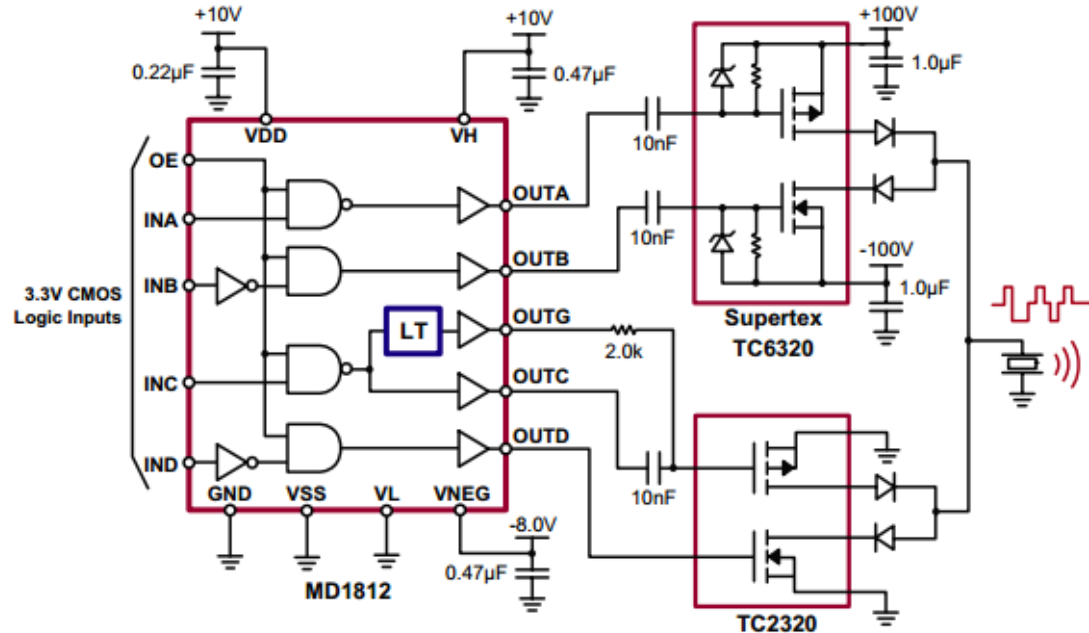 +10V
0.22µF
+10V
0.47µF
+100V
1.0µF
VDD
VH
OE
INA
INB
3.3V CMOS
Logic Inputs
INC
IND
LT
OUTA
OUTB
OUTG
OUTC
OUTD
GND
VSS
VL
VNEG
-8.0V
0.47µF
MD1812
10nF
10nF
2.0k
10nF
-100V
1.0µF
Supertex
TC6320
TC2320